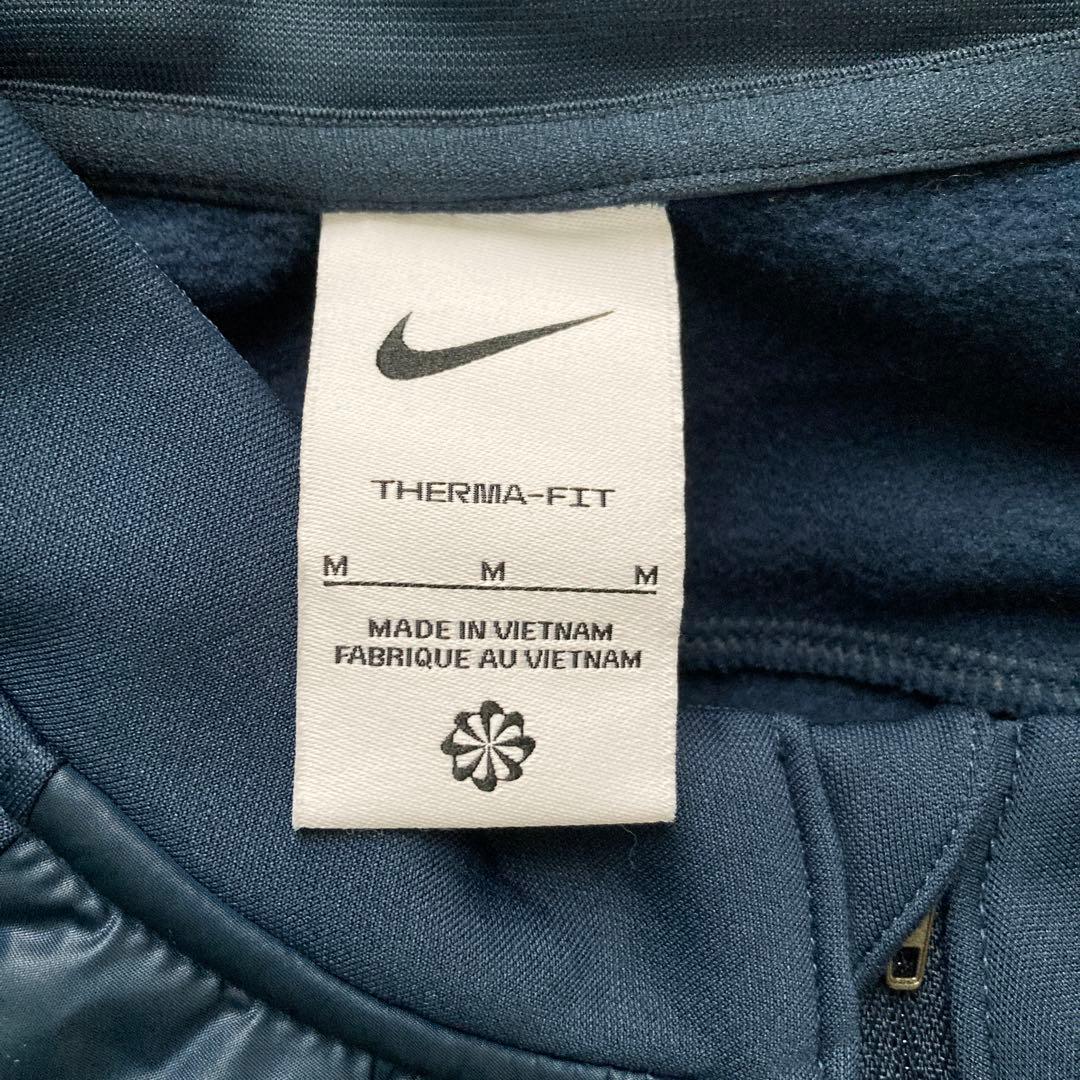 THERMA-FIT
M M M
MADE IN VIETNAM
FABRIQUE AU VIETNAM